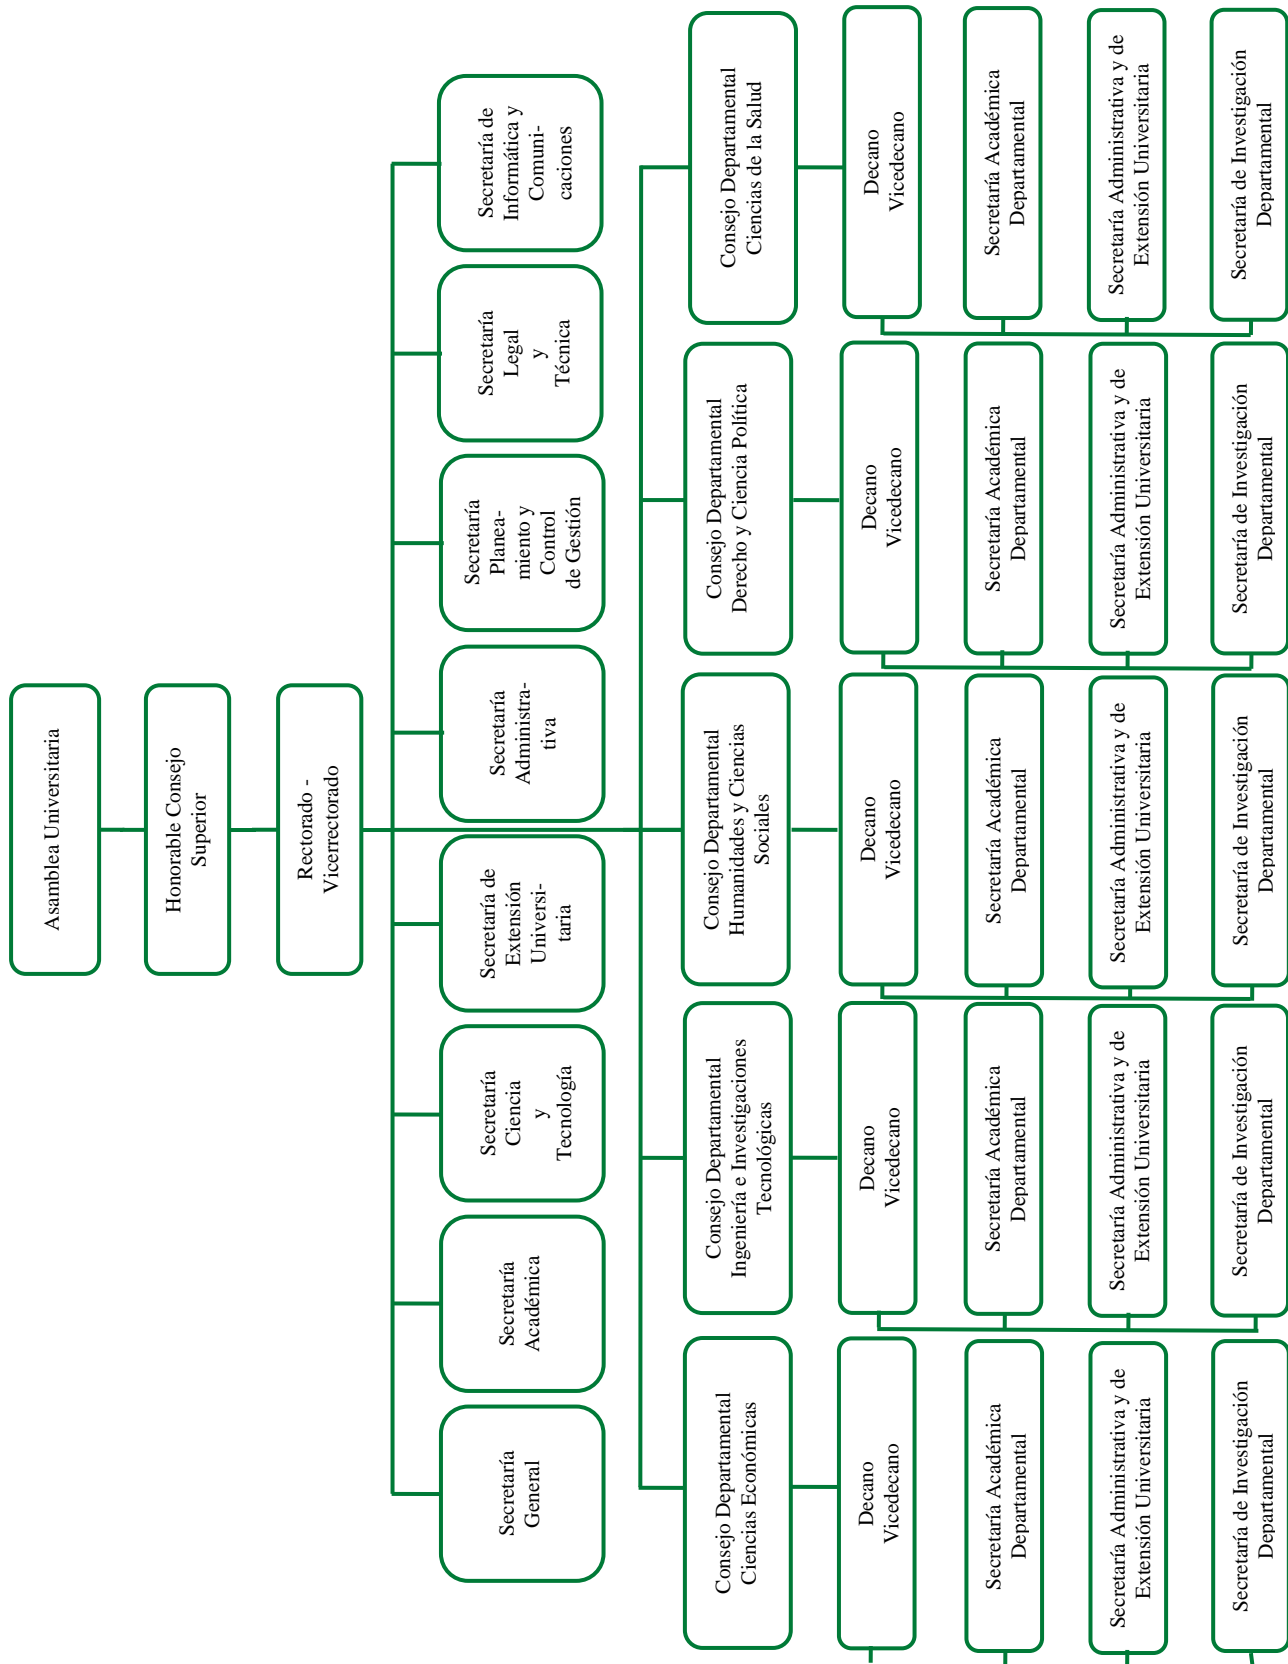 Asamblea Universitaria
Honorable Consejo
Superior
Rectorado -
Vicerrectorado
Secretaría
General
Secretaría
Académica
Secretaría
Ciencia
y
Tecnología
Secretaría de
Extensión
Universi-
taria
Secretaría
Administra-
tiva
Secretaría
Planea-
miento y
Control
de Gestión
Secretaría
Legal
y
Técnica
Secretaría de
Informática y
Comuni-
caciones
Consejo Departamental
Ciencias Económicas
Consejo Departamental
Ingeniería e Investigaciones
Tecnológicas
Consejo Departamental
Humanidades y Ciencias
Sociales
Consejo Departamental
Derecho y Ciencia Política
Consejo Departamental
Ciencias de la Salud
Decano
Vicedecano
Decano
Vicedecano
Decano
Vicedecano
Decano
Vicedecano
Decano
Vicedecano
Secretaría Académica
Departamental
Secretaría Académica
Departamental
Secretaría Académica
Departamental
Secretaría Académica
Departamental
Secretaría Académica
Departamental
Secretaría Administrativa y de
Extensión Universitaria
Secretaría Administrativa y de
Extensión Universitaria
Secretaría Administrativa y de
Extensión Universitaria
Secretaría Administrativa y de
Extensión Universitaria
Secretaría Administrativa y de
Extensión Universitaria
Secretaría de Investigación
Departamental
Secretaría de Investigación
Departamental
Secretaría de Investigación
Departamental
Secretaría de Investigación
Departamental
Secretaría de Investigación
Departamental